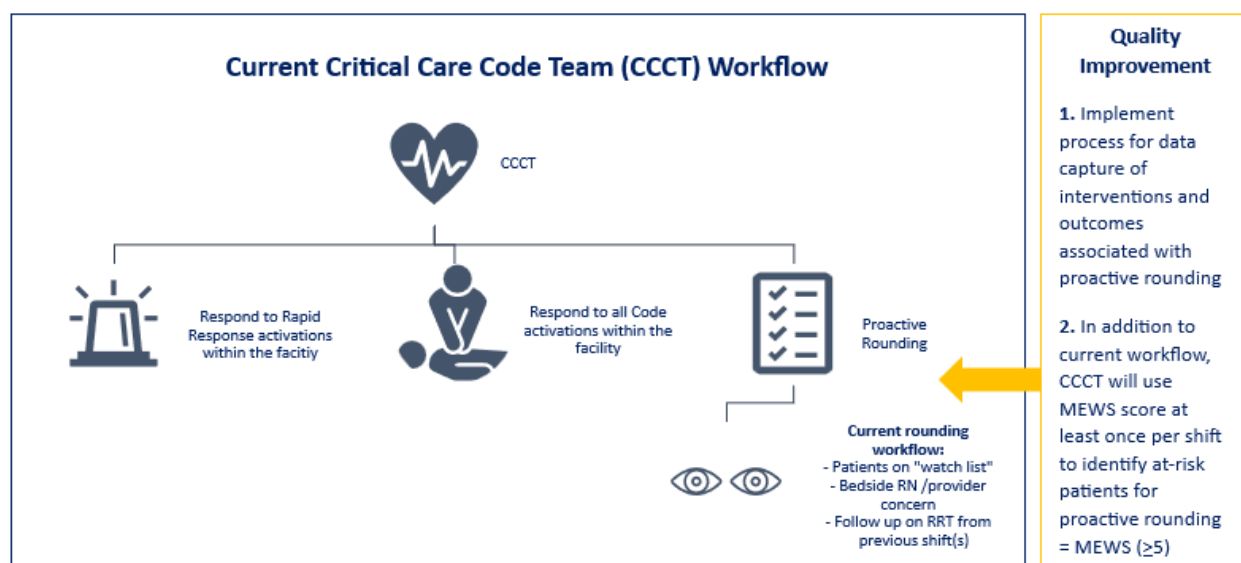 Current Critical Care Code Team (CCCT) Workflow
CCCT
Respond to Rapid
Response activations
within the facitiy
Respond to all Code
activations within the
facility
Proactive
Rounding
Current rounding
workflow:
- Patients on "watch list"
- Bedside RN /provider
concern
- Follow up on RRT from
previous shift(s)
Quality
Improvement
1. Implement
process for data
capture of
interventions and
outcomes
associated with
proactive rounding
2. In addition to
current workflow,
CCCT will use
MEWS score at
least once per shift
to identify at-risk
patients for
proactive rounding
= MEWS (≥5)